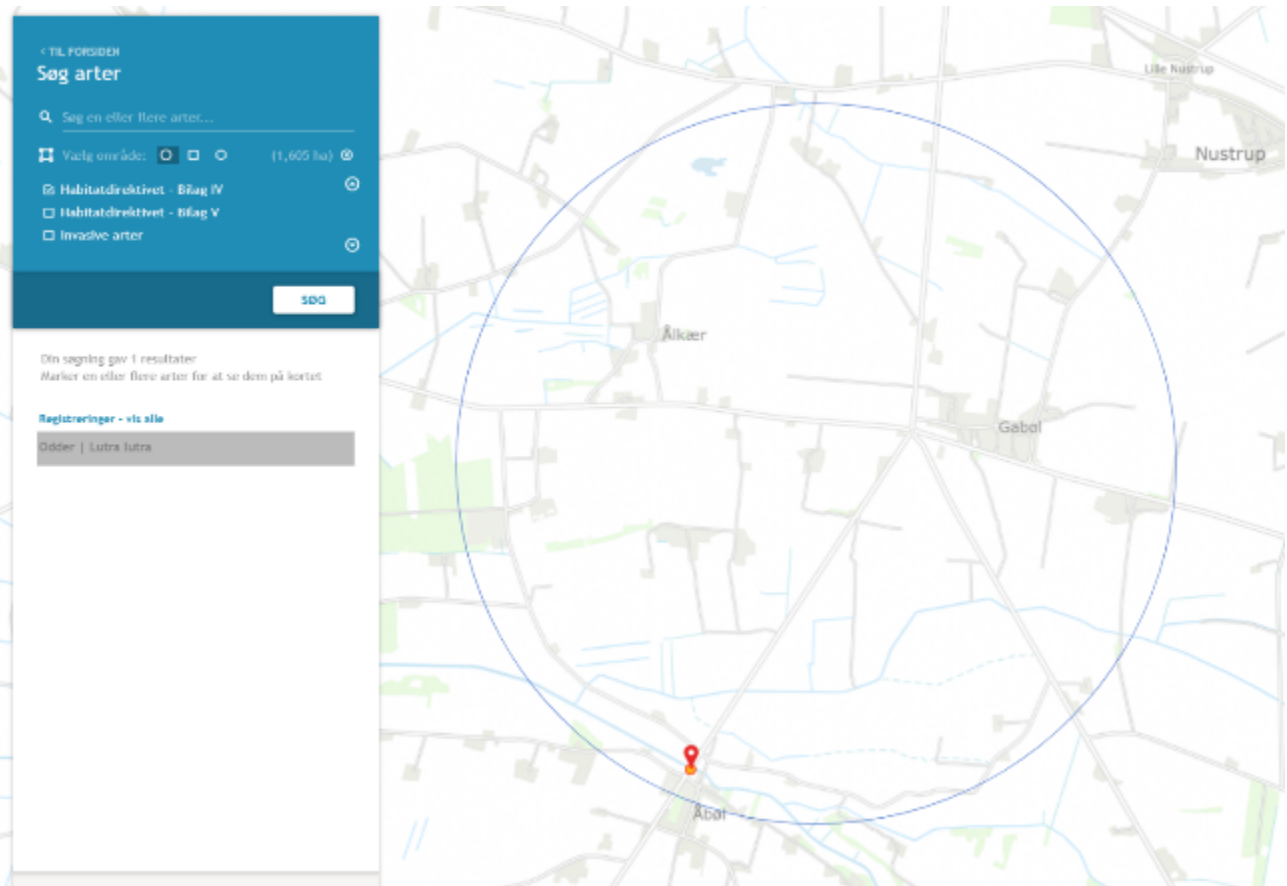 < TIL FORSIDEN
Søg arter
Søg en eller flere arter...
Vælg område: (1,605 ha)
Habitatdirektivet - Bilag IV
Habitatdirektivet - Bilag V
Invasive arter
SØG
Din søgning gav 1 resultater
Marker en eller flere arter for at se dem på kortet
Registreringer - vis alle
Odder | Lutra lutra
Lille Nustrup
Nustrup
Ålkær
Gabøl
Åbøl